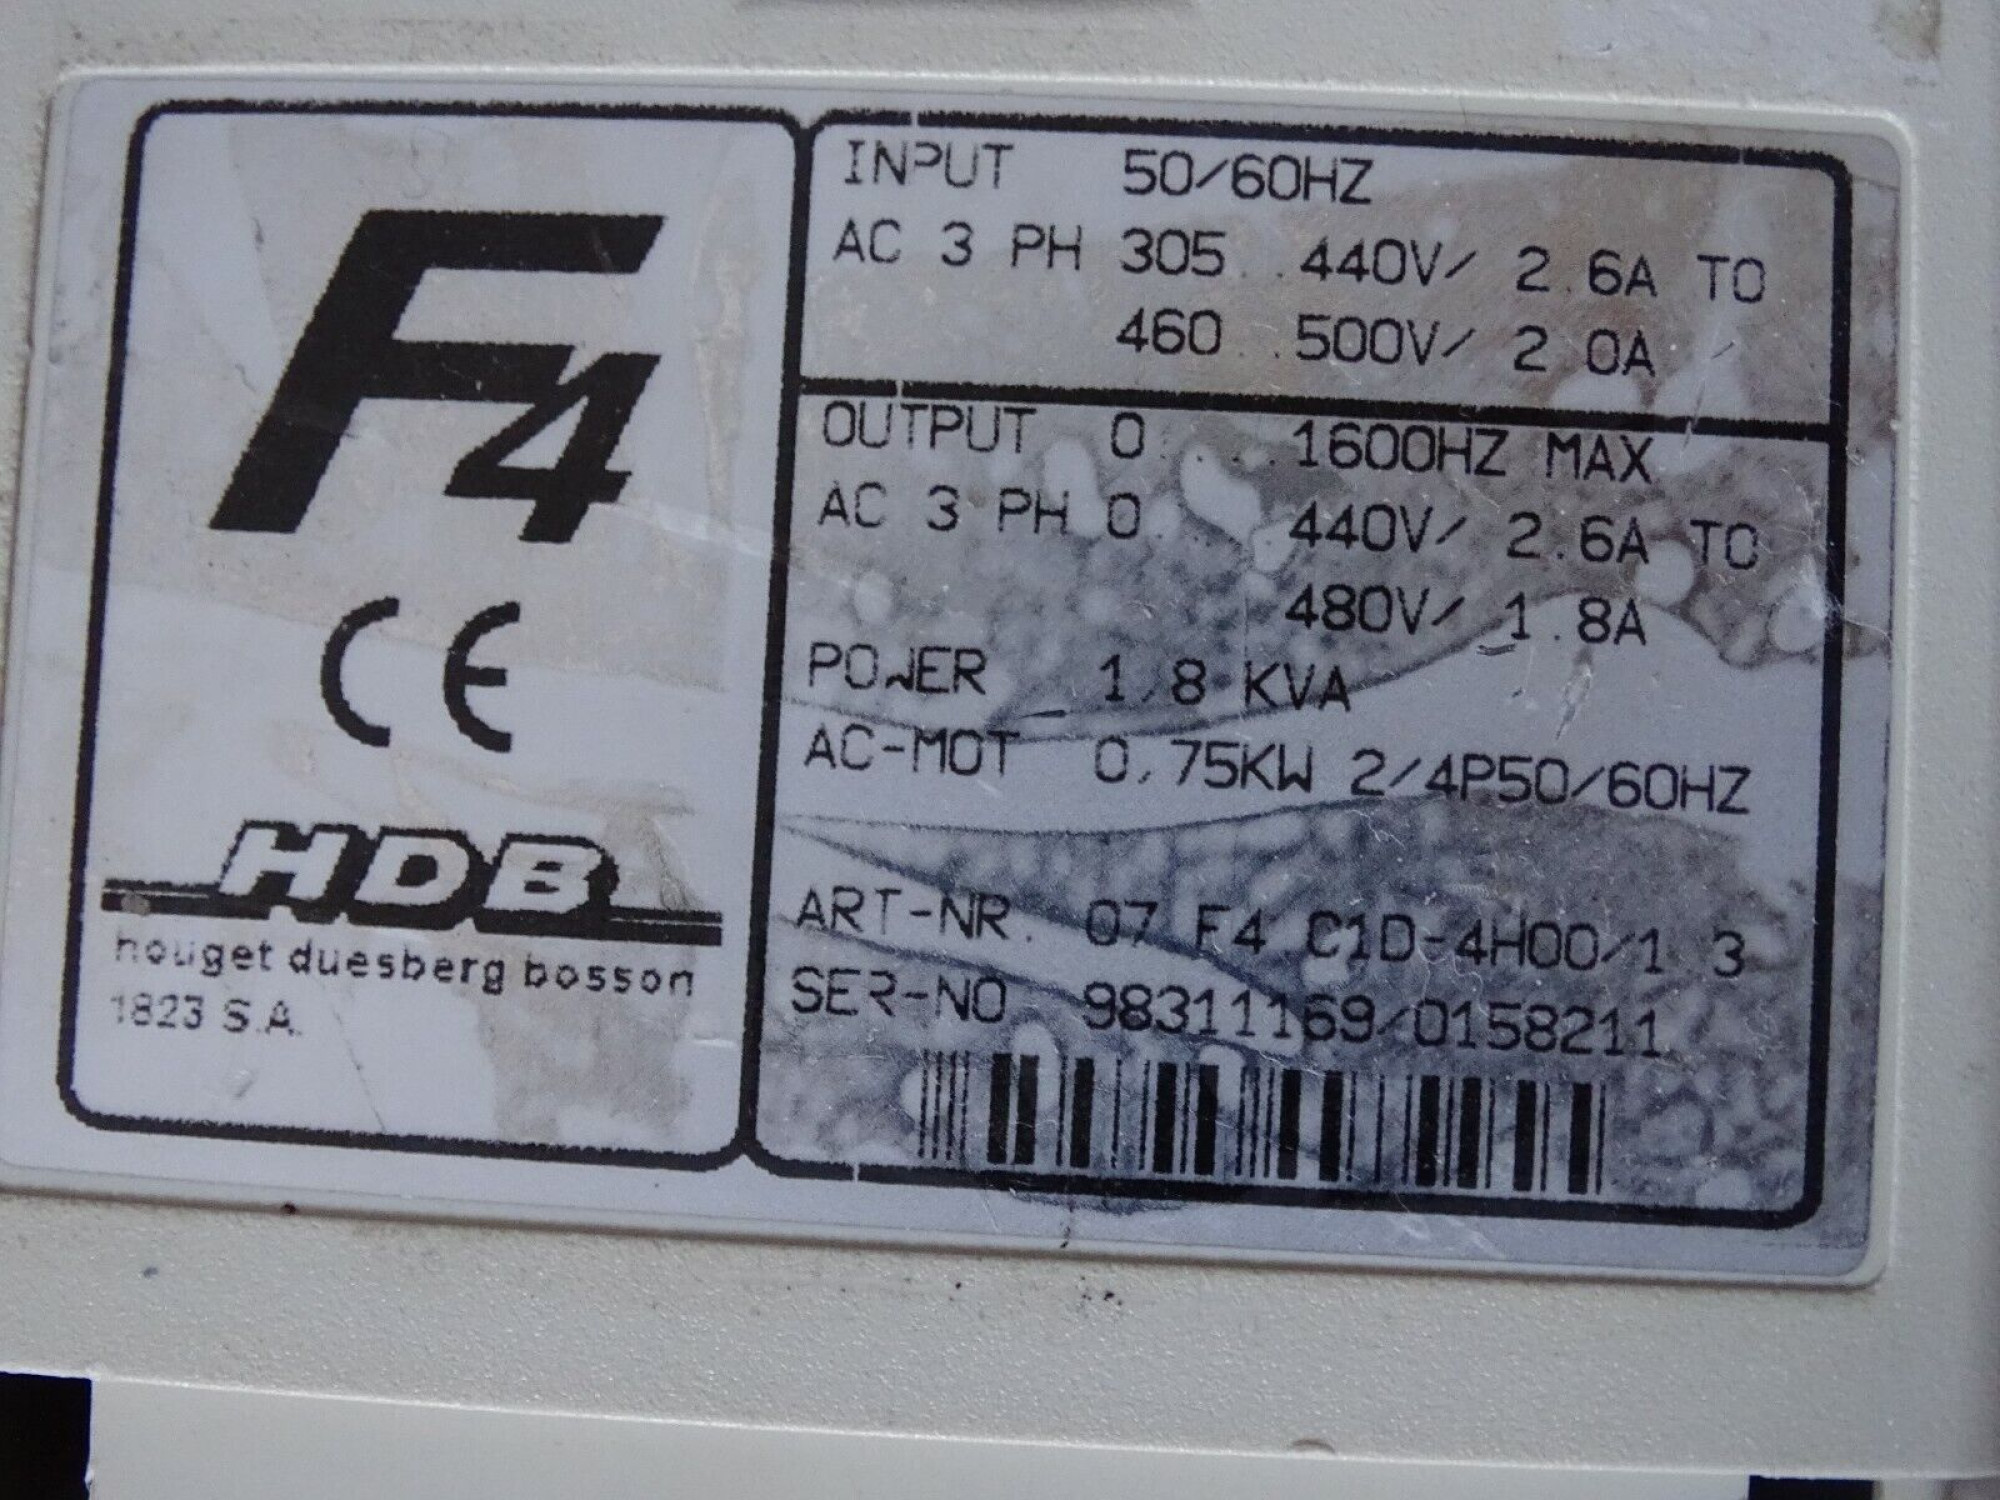 F4
CE
HDB
houget duesberg bosson
1823 S.A.
INPUT 50/60HZ
AC 3 PH 305...440V/ 2.6A TO
460...500V/ 2.0A
OUTPUT 0.....1600HZ MAX
AC 3 PH 0.....440V/ 2.6A TO
480V/ 1.8A
POWER 1,8 KVA
AC-MOT 0,75KW 2/4P50/60HZ
ART-NR. 07.F4.C1D-4H00/1.3
SER-NO 98311169/0158211